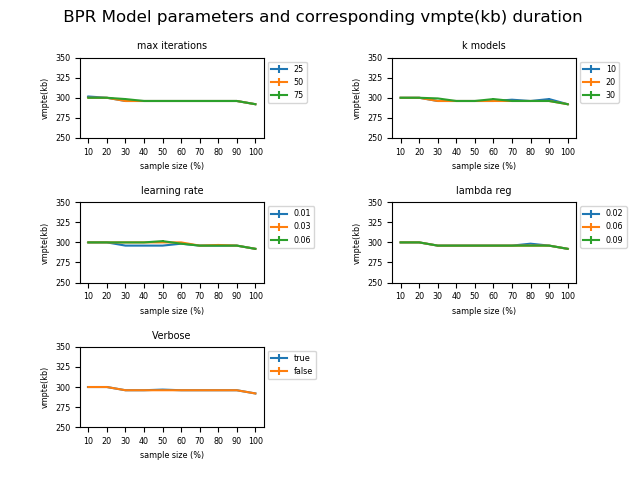 BPR Model parameters and corresponding vmpte(kb) duration
max iterations
350
325
300
275
250
vmpte(kb)
10 20 30 40 50 60 70 80 90 100
sample size (%)
25
50
75
k models
350
325
300
275
250
vmpte(kb)
10 20 30 40 50 60 70 80 90 100
sample size (%)
10
20
30
learning rate
350
325
300
275
250
vmpte(kb)
10 20 30 40 50 60 70 80 90 100
sample size (%)
0.01
0.03
0.06
lambda reg
350
325
300
275
250
vmpte(kb)
10 20 30 40 50 60 70 80 90 100
sample size (%)
0.02
0.06
0.09
Verbose
350
325
300
275
250
vmpte(kb)
10 20 30 40 50 60 70 80 90 100
sample size (%)
true
false